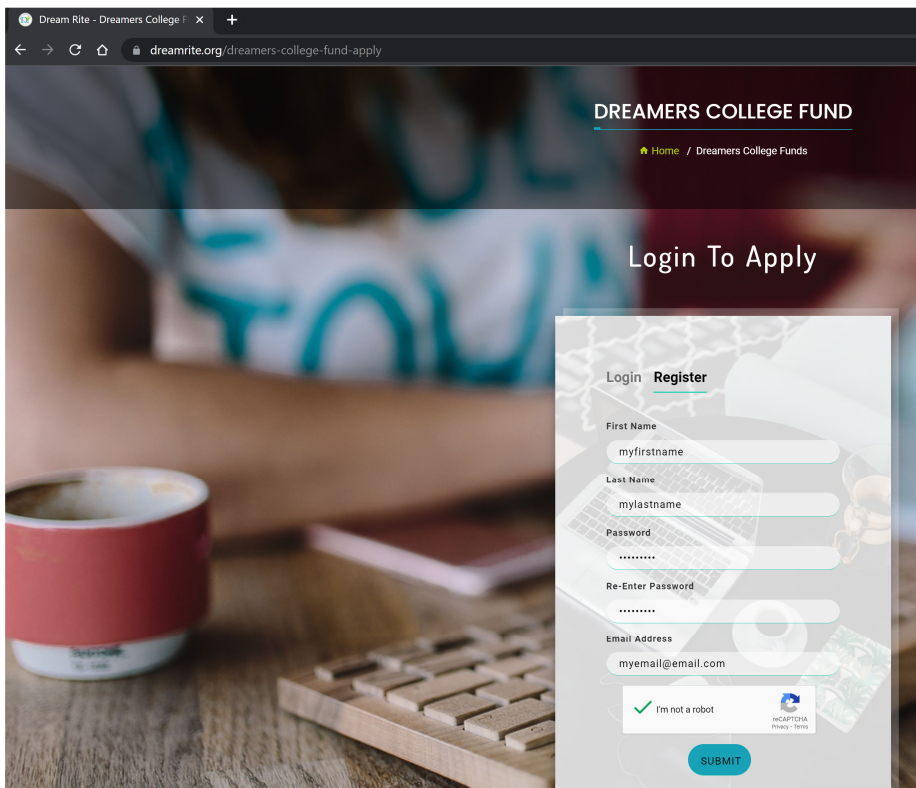 Dream Rite - Dreamers College F
dreamrite.org/dreamers-college-fund-apply
DREAMERS COLLEGE FUND
Home / Dreamers College Funds
Login To Apply
Login Register
First Name
myfirstname
Last Name
mylastname
Password
•••••••••
Re-Enter Password
•••••••••
Email Address
myemail@email.com
I'm not a robot
reCAPTCHA
Privacy - Terms
SUBMIT